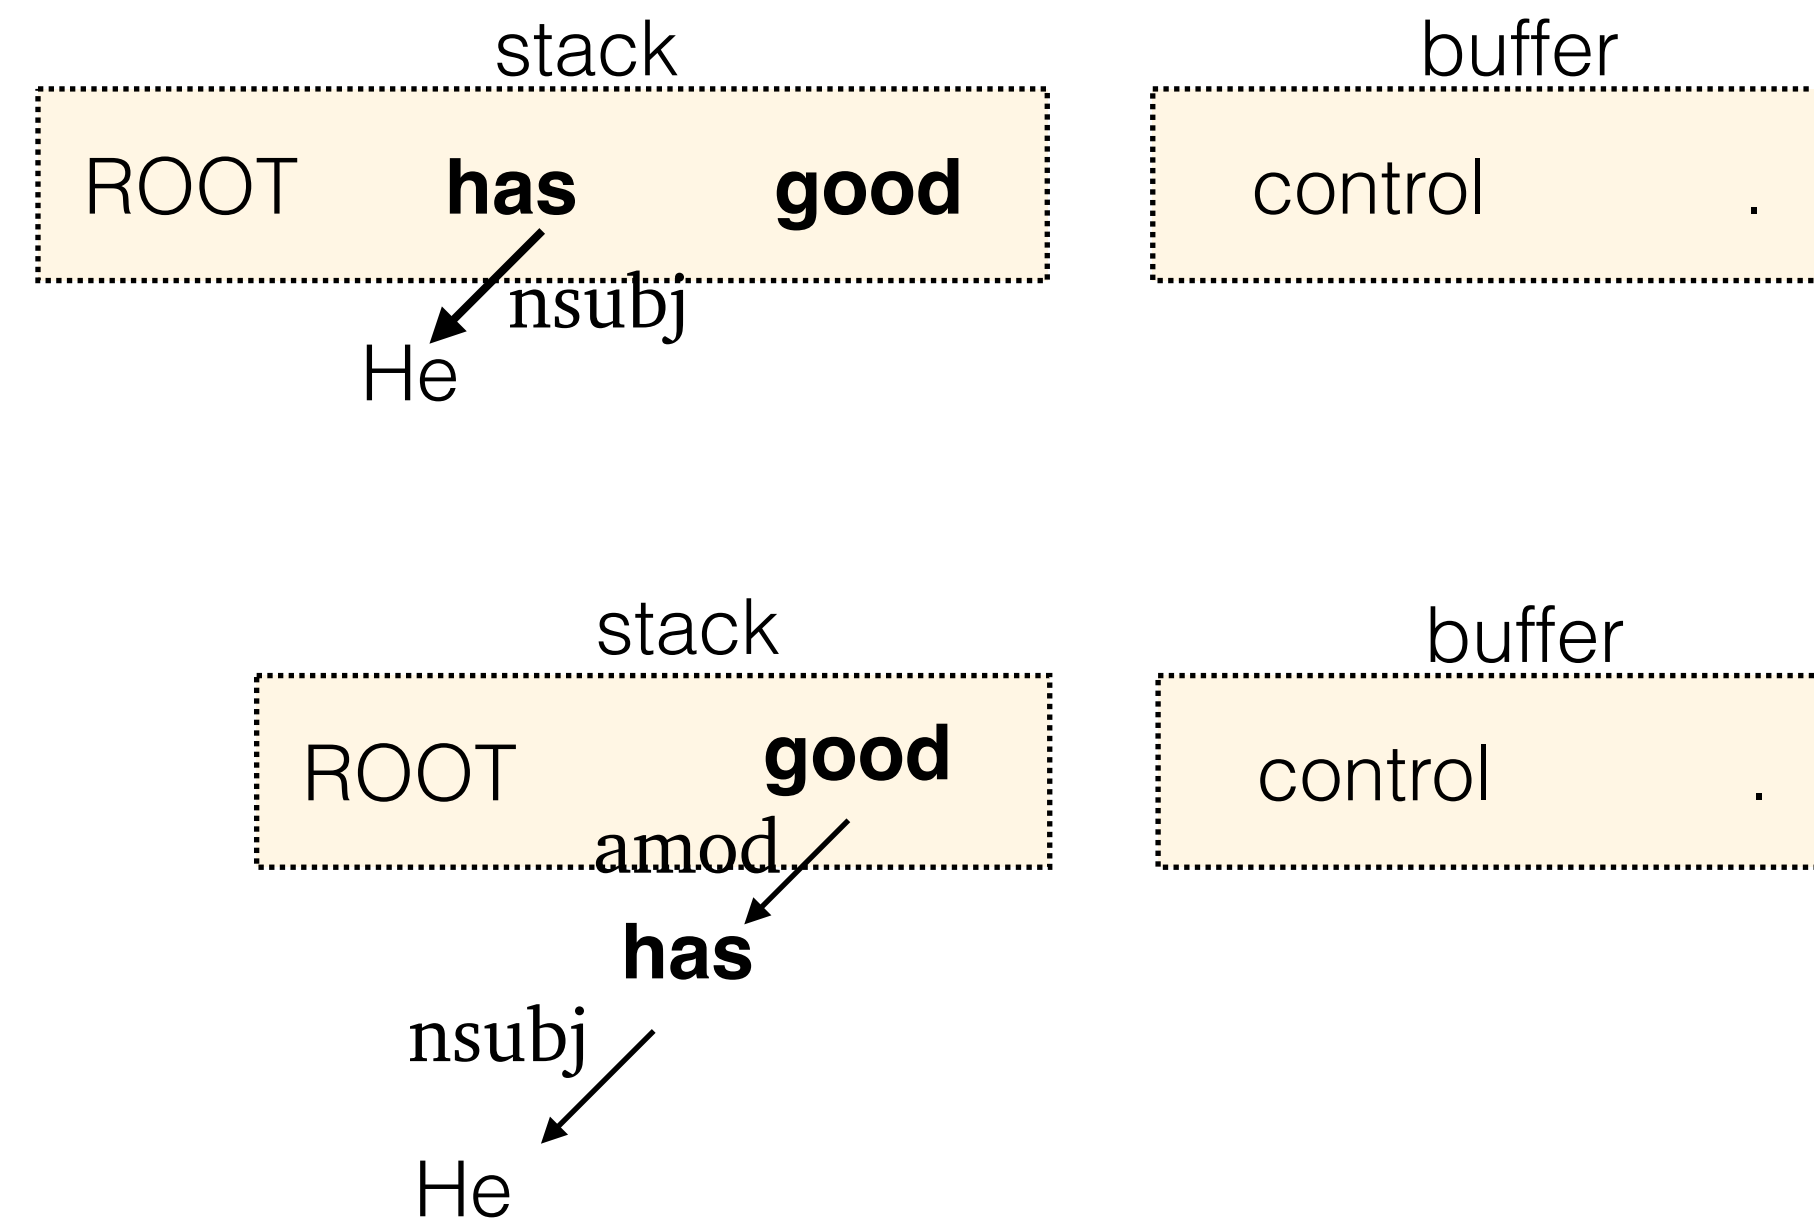 stack buffer
ROOT has good control .
nsubj
He
stack buffer
ROOT good control .
amod
has
nsubj
He